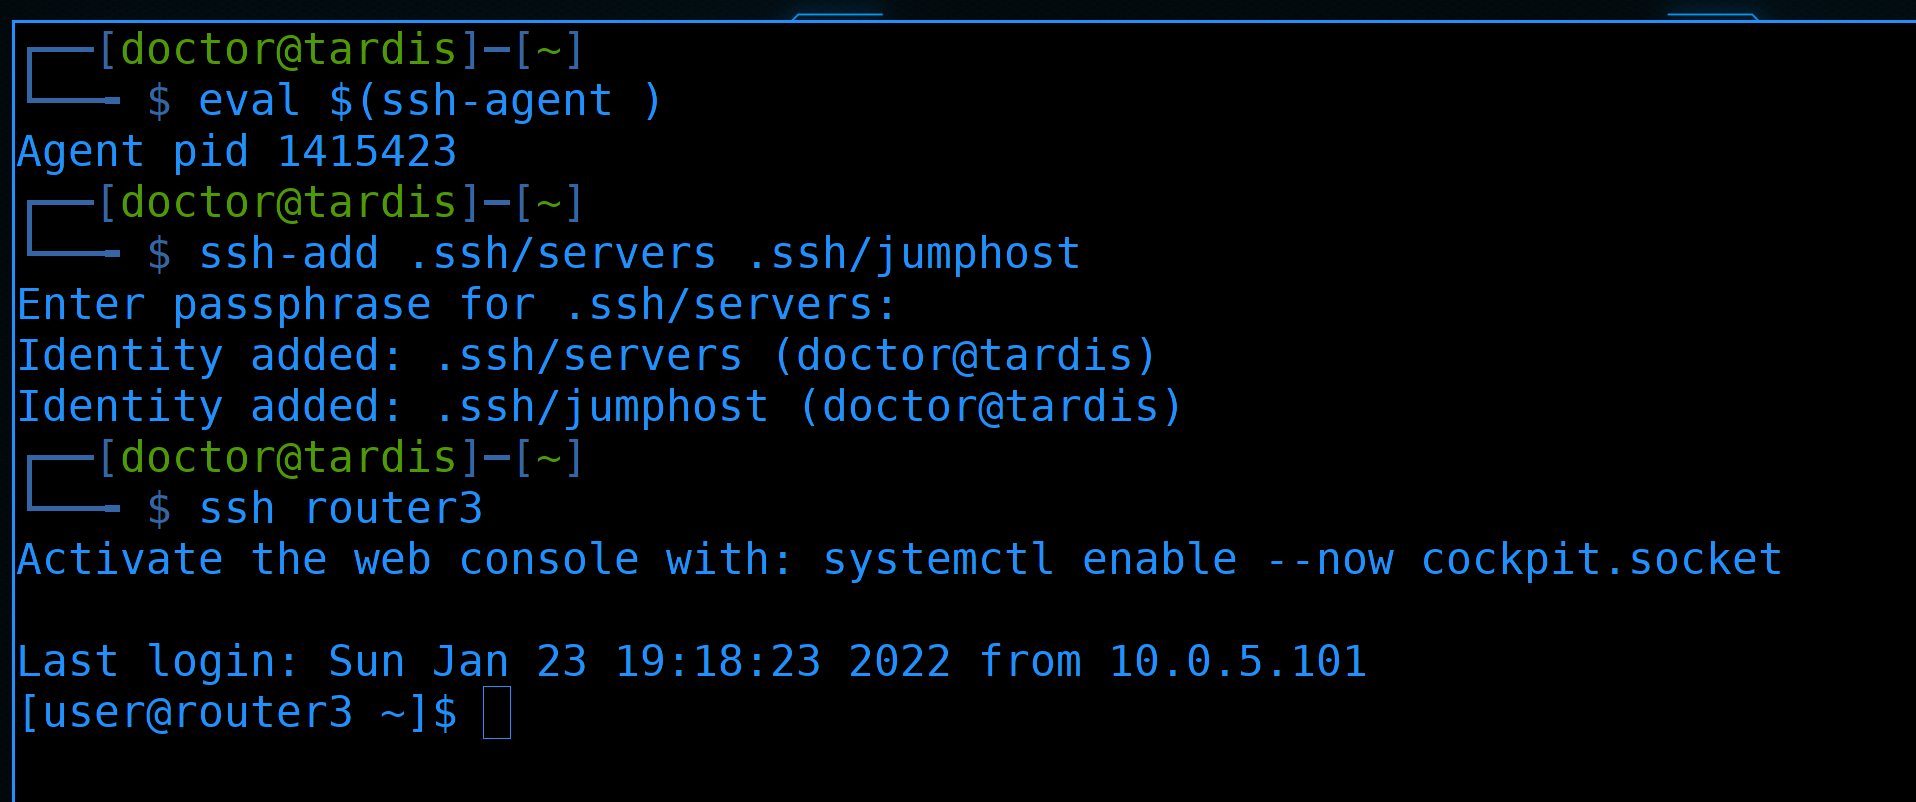 ┌──[doctor@tardis]─[~]
└──╼ $ eval $(ssh-agent )
Agent pid 1415423
┌──[doctor@tardis]─[~]
└──╼ $ ssh-add .ssh/servers .ssh/jumphost
Enter passphrase for .ssh/servers:
Identity added: .ssh/servers (doctor@tardis)
Identity added: .ssh/jumphost (doctor@tardis)
┌──[doctor@tardis]─[~]
└──╼ $ ssh router3
Activate the web console with: systemctl enable --now cockpit.socket
Last login: Sun Jan 23 19:18:23 2022 from 10.0.5.101
[user@router3 ~]$